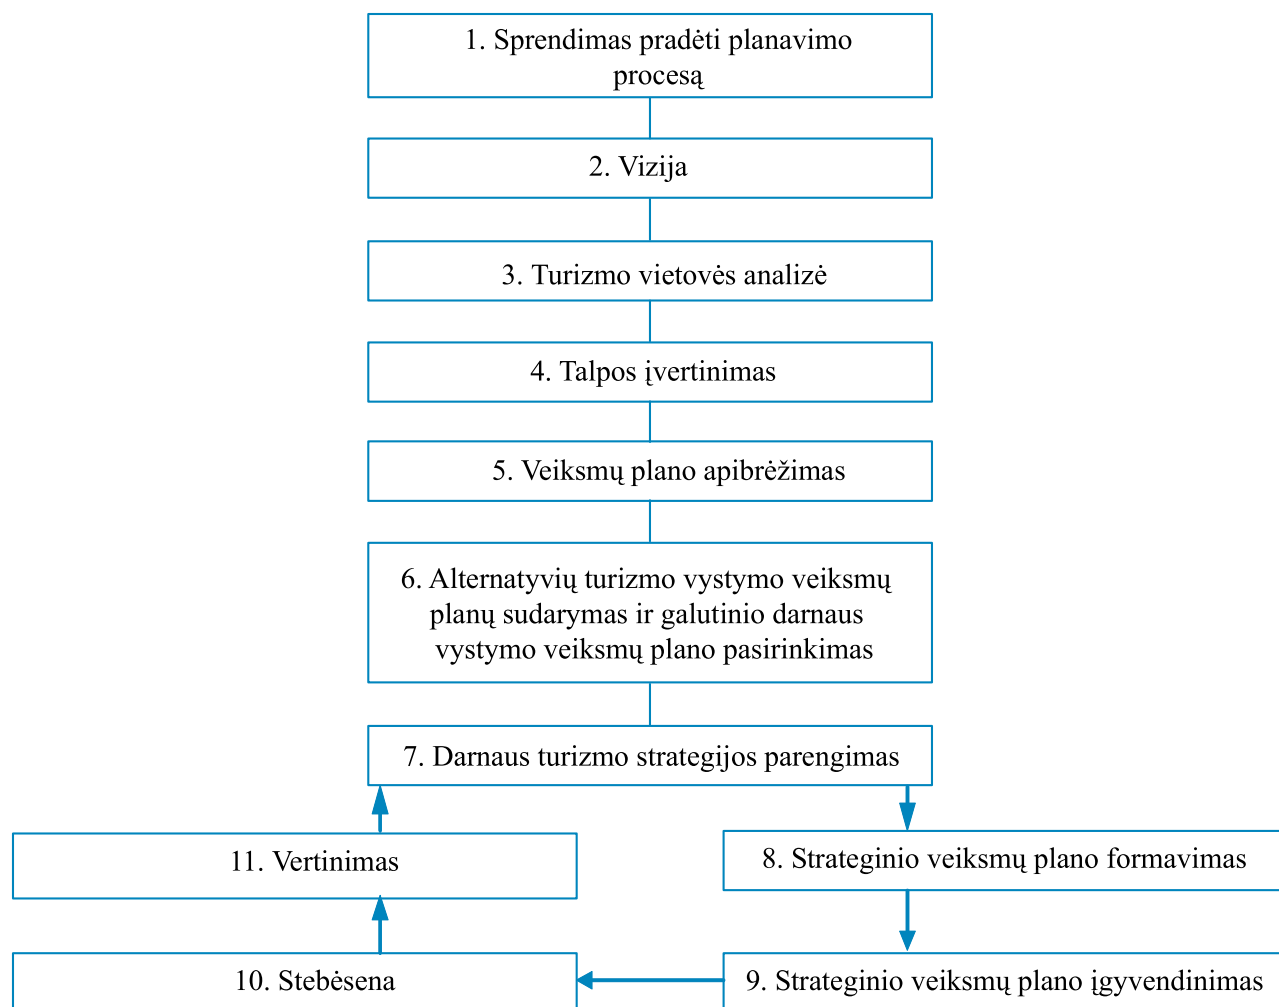 1. Sprendimas pradėti planavimo
procesą
2. Vizija
3. Turizmo vietovės analizė
4. Talpos įvertinimas
5. Veiksmų plano apibrėžimas
6. Alternatyvių turizmo vystymo veiksmų
planų sudarymas ir galutinio darnaus
vystymo veiksmų plano pasirinkimas
7. Darnaus turizmo strategijos parengimas
8. Strateginio veiksmų plano formavimas
9. Strateginio veiksmų plano įgyvendinimas
10. Stebėsena
11. Vertinimas